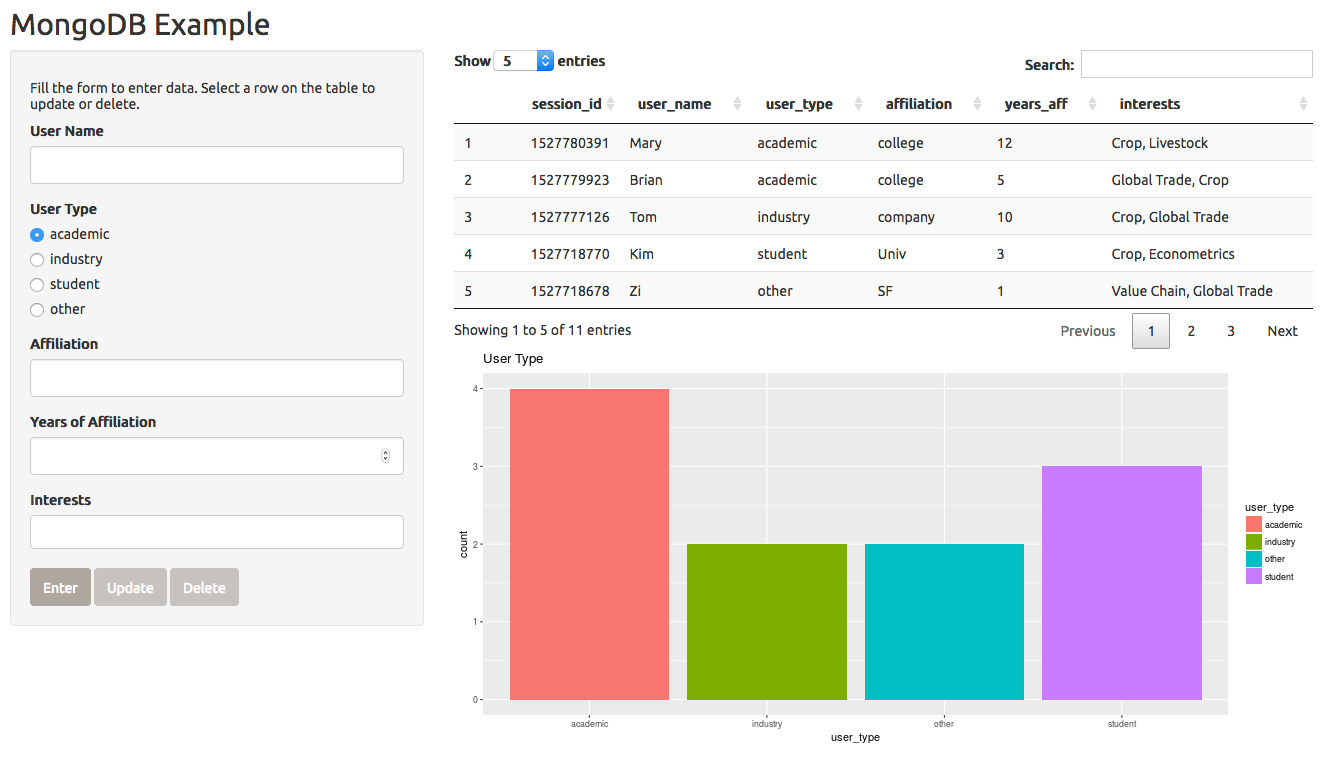 MongoDB Example
Fill the form to enter data. Select a row on the table to
update or delete.
User Name
User Type
academic
industry
student
other
Affiliation
Years of Affiliation
Interests
Enter Update Delete
Show 5 entries
Search:
session_id user_name user_type affiliation years_aff interests
1 1527780391 Mary academic college 12 Crop, Livestock
2 1527779923 Brian academic college 5 Global Trade, Crop
3 1527777126 Tom industry company 10 Crop, Global Trade
4 1527718770 Kim student Univ 3 Crop, Econometrics
5 1527718678 Zi other SF 1 Value Chain, Global Trade
Showing 1 to 5 of 11 entries
Previous 1 2 3 Next
User Type
4
3
2
1
0
count
academic industry other student
user_type
user_type
academic
industry
other
student